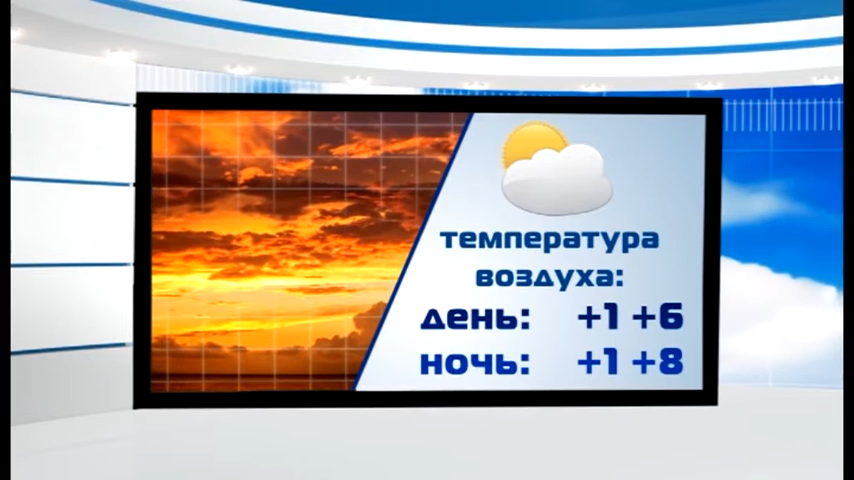 температура
воздуха:
день: +1 +6
ночь: +1 +8